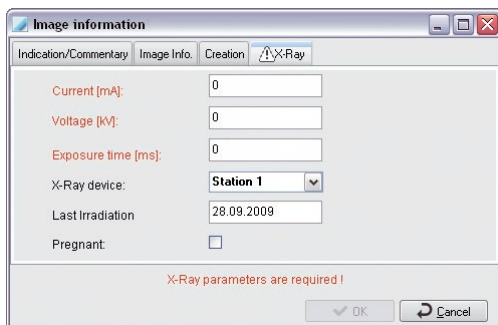 Image information
Indication/Commentary Image Info. Creation X-Ray
Current [mA]: 0
Voltage [kV]: 0
Exposure time [ms]: 0
X-Ray device: Station 1
Last Irradiation 28.09.2009
Pregnant:
X-Ray parameters are required !
OK Cancel